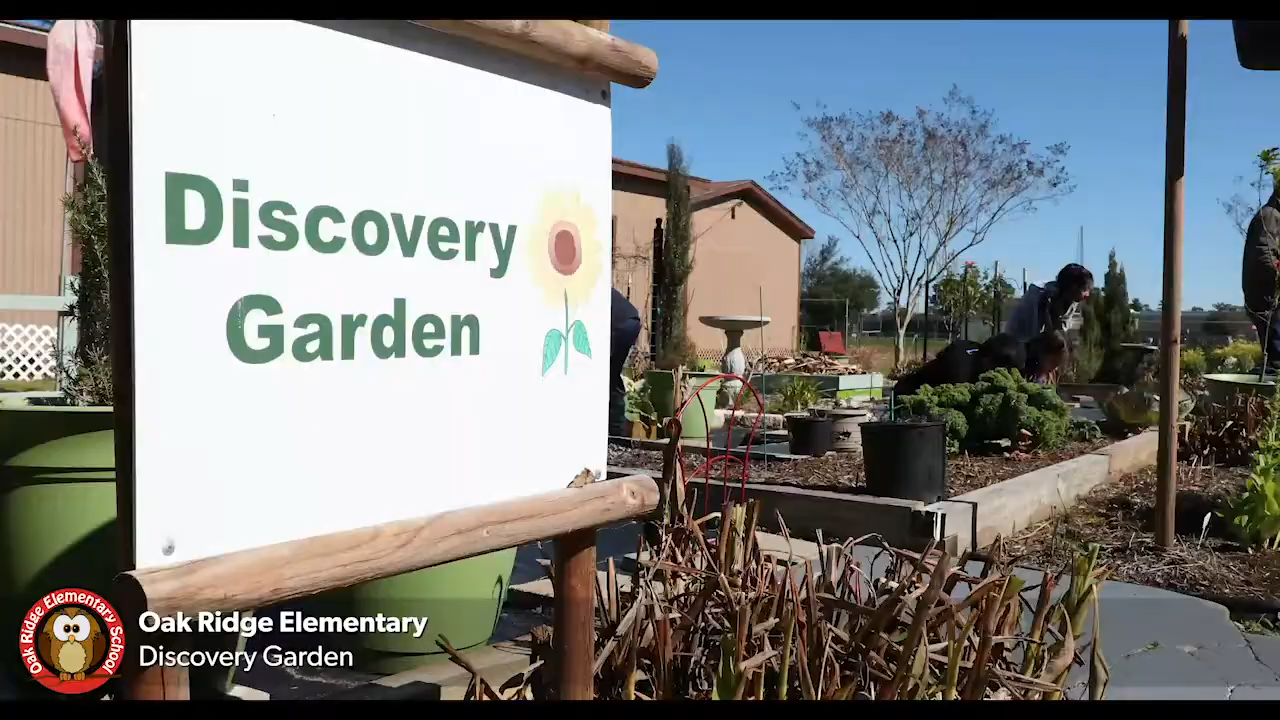 Discovery
Garden
Oak Ridge Elementary School
Oak Ridge Elementary
Discovery Garden